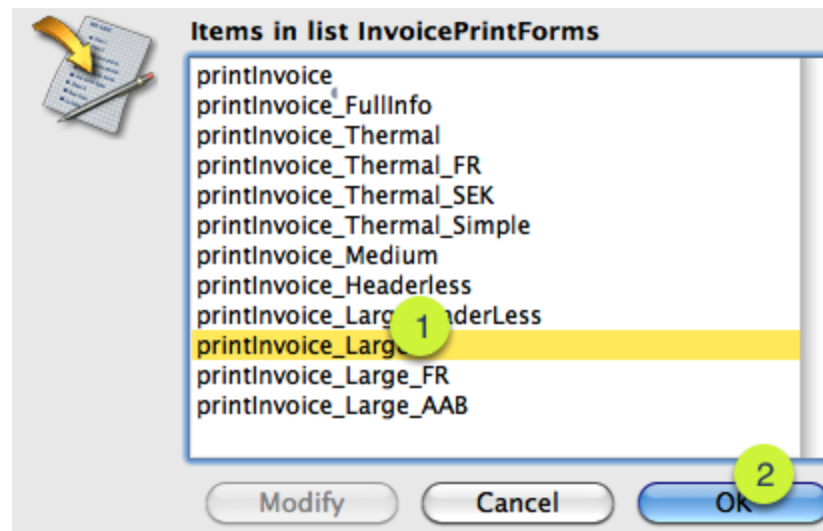 Items in list InvoicePrintForms
printInvoice
printInvoice_FullInfo
printInvoice_Thermal
printInvoice_Thermal_FR
printInvoice_Thermal_SEK
printInvoice_Thermal_Simple
printInvoice_Medium
printInvoice_Headerless
printInvoice_Larg aderLess
1
printInvoice_Large
printInvoice_Large_FR
printInvoice_Large_AAB
2
Modify Cancel OK